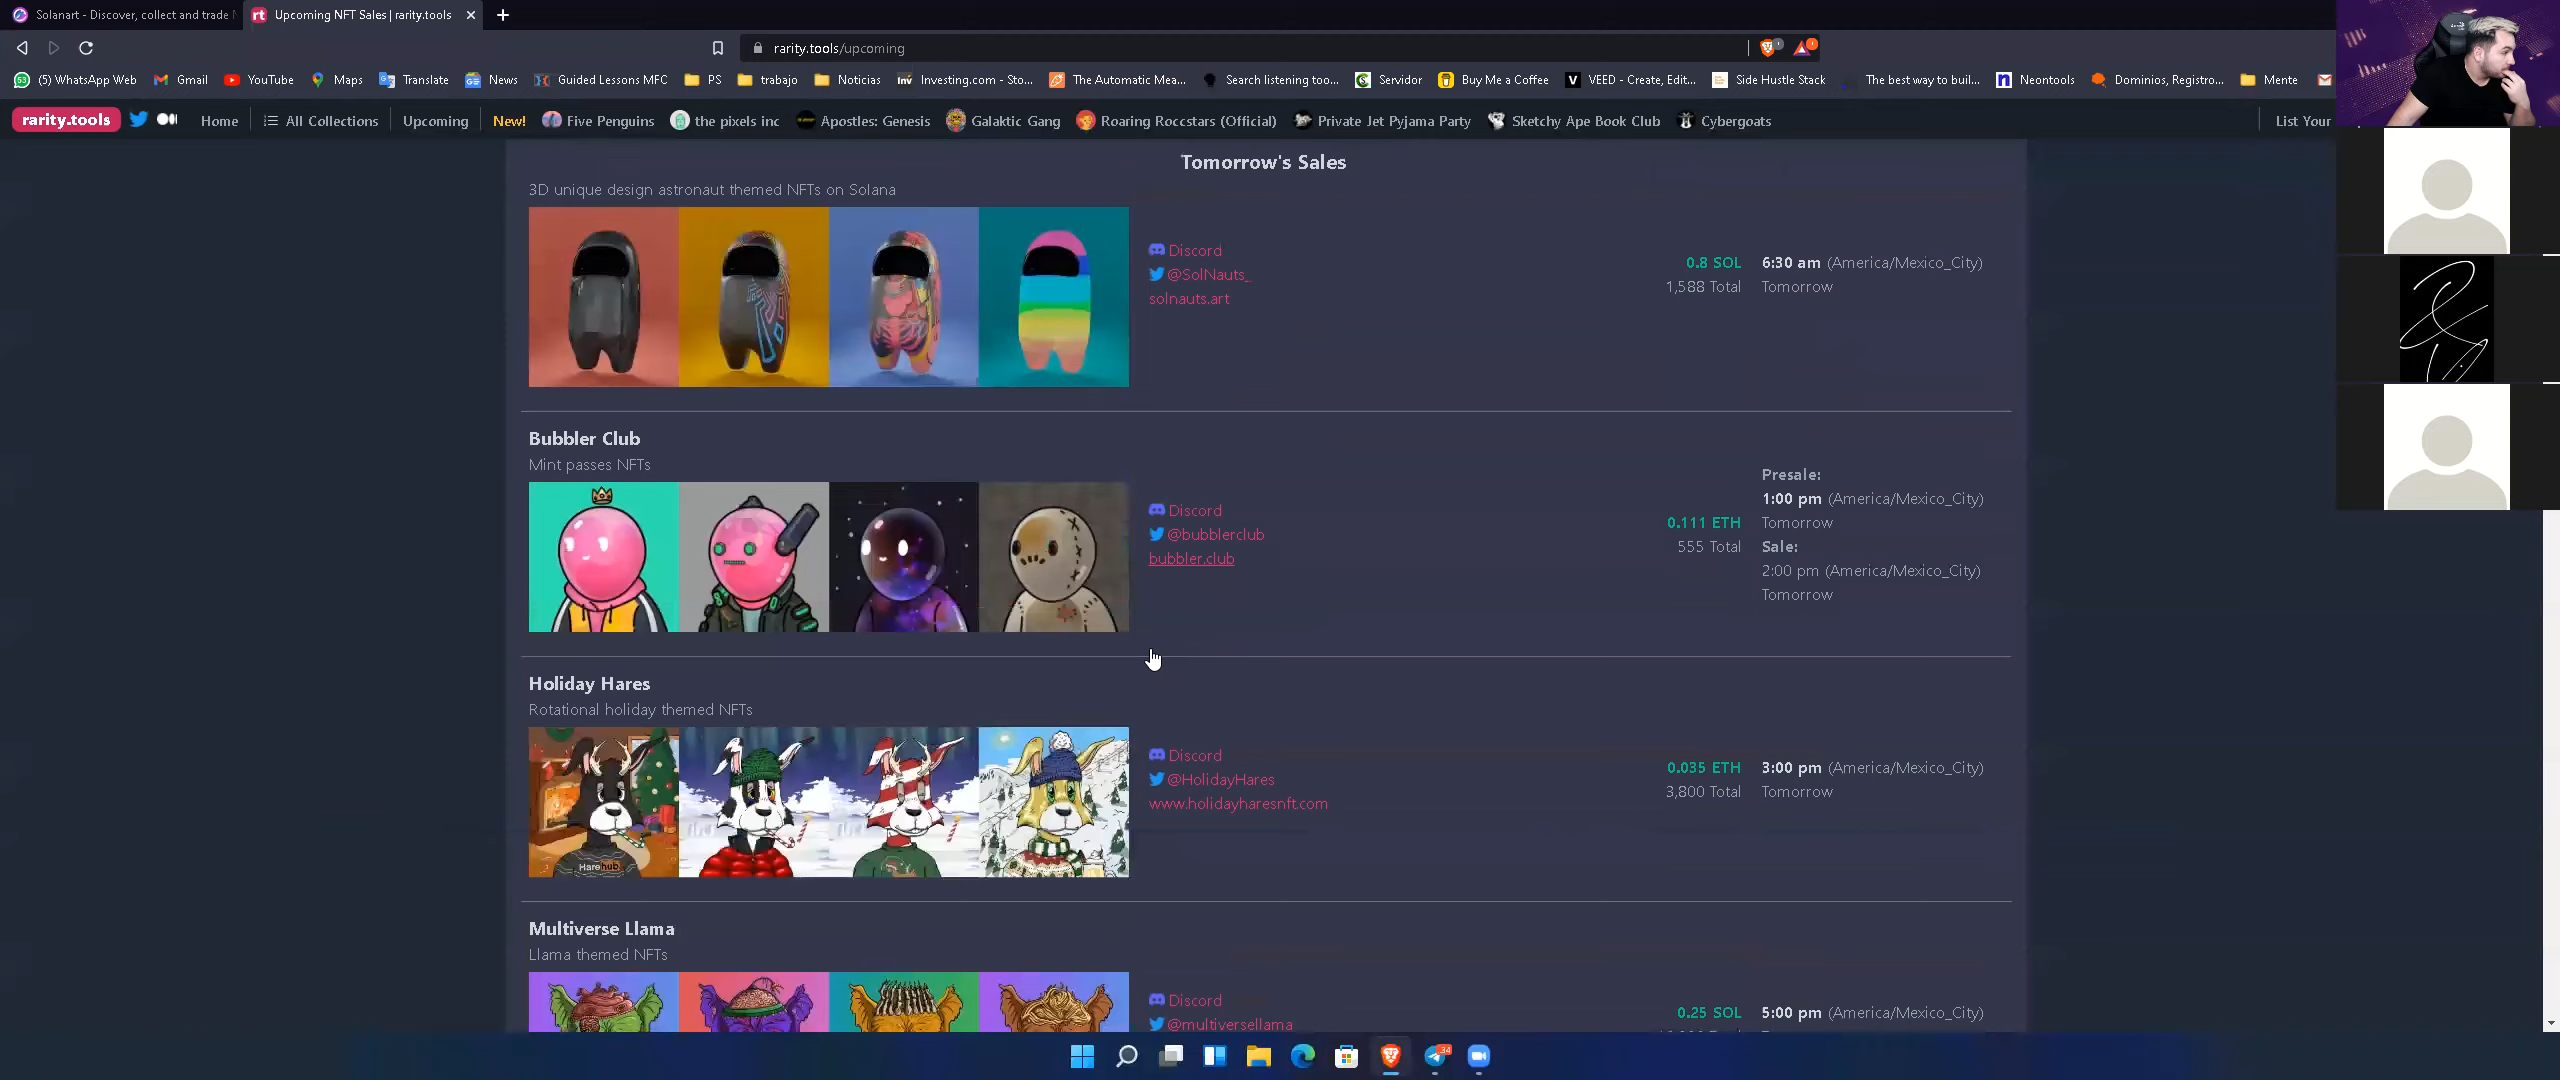 Solanart - Discover, collect and trade
Upcoming NFT Sales | rarity.tools
rarity.tools/upcoming
(5) WhatsApp Web
Gmail
YouTube
Maps
Translate
News
Guided Lessons MFC
PS
trabajo
Noticias
Investing.com - Sto...
The Automatic Mea...
Search listening too...
Servidor
Buy Me a Coffee
VEED - Create, Edit...
Side Hustle Stack
The best way to buil...
Neontools
Dominios, Registro...
Mente
rarity.tools
Home
All Collections
Upcoming
New!
Five Penguins
the pixels inc
Apostles: Genesis
Galaktic Gang
Roaring Roccstars (Official)
Private Jet Pyjama Party
Sketchy Ape Book Club
Cybergoats
List Your
Tomorrow's Sales
3D unique design astronaut themed NFTs on Solana
Discord
@SolNauts_
solnauts.art
0.8 SOL
1,588 Total
6:30 am (America/Mexico_City)
Tomorrow
Bubbler Club
Mint passes NFTs
Discord
@bubblerclub
bubbler.club
0.111 ETH
555 Total
Presale:
1:00 pm (America/Mexico_City)
Tomorrow
Sale:
2:00 pm (America/Mexico_City)
Tomorrow
Holiday Hares
Rotational holiday themed NFTs
Harehub
Discord
@HolidayHares
www.holidayharesnft.com
0.035 ETH
3,800 Total
3:00 pm (America/Mexico_City)
Tomorrow
Multiverse Llama
Llama themed NFTs
Discord
@multiversellama
0.25 SOL
5:00 pm (America/Mexico_City)
34